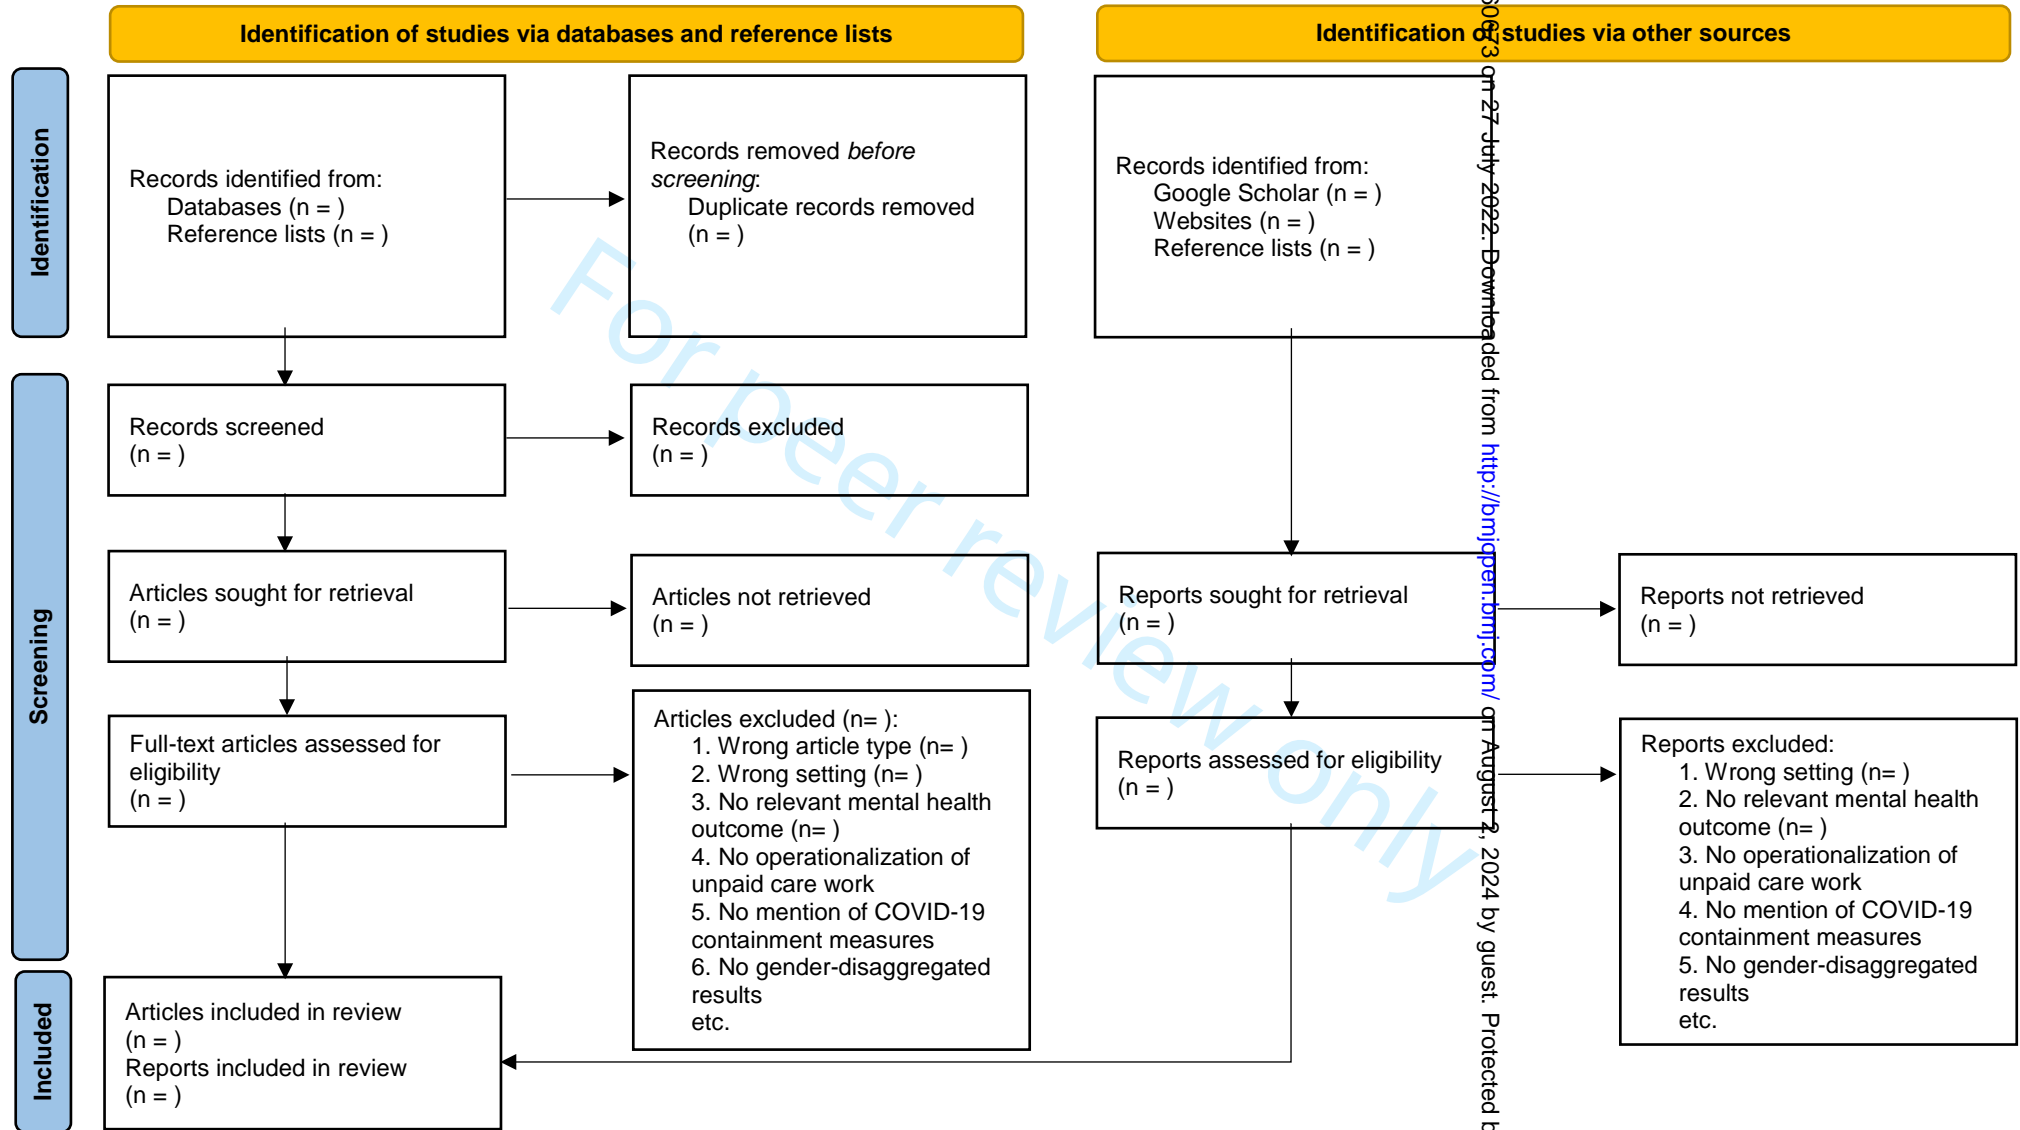 Identification of studies via databases and reference lists
Identification of studies via other sources
Identification
Records identified from:
Databases (n = )
Reference lists (n = )
Records removed before
screening:
Duplicate records removed
(n = )
Records identified from:
Google Scholar (n = )
Websites (n = )
Reference lists (n = )
Screening
Records screened
(n = )
Records excluded
(n = )
Articles sought for retrieval
(n = )
Articles not retrieved
(n = )
Reports sought for retrieval
(n = )
Reports not retrieved
(n = )
Full-text articles assessed for
eligibility
(n = )
Articles excluded (n= ):
1. Wrong article type (n= )
2. Wrong setting (n= )
3. No relevant mental health
outcome (n= )
4. No operationalization of
unpaid care work
5. No mention of COVID-19
containment measures
6. No gender-disaggregated
results
etc.
Reports assessed for eligibility
(n = )
Reports excluded:
1. Wrong setting (n= )
2. No relevant mental health
outcome (n= )
3. No operationalization of
unpaid care work
4. No mention of COVID-19
containment measures
5. No gender-disaggregated
results
etc.
Included
Articles included in review
(n = )
Reports included in review
(n = )
For peer review only
on 27 July 2022. Downloaded from http://bmjopen.bmj.com/ on August 2, 2024 by guest. Protected